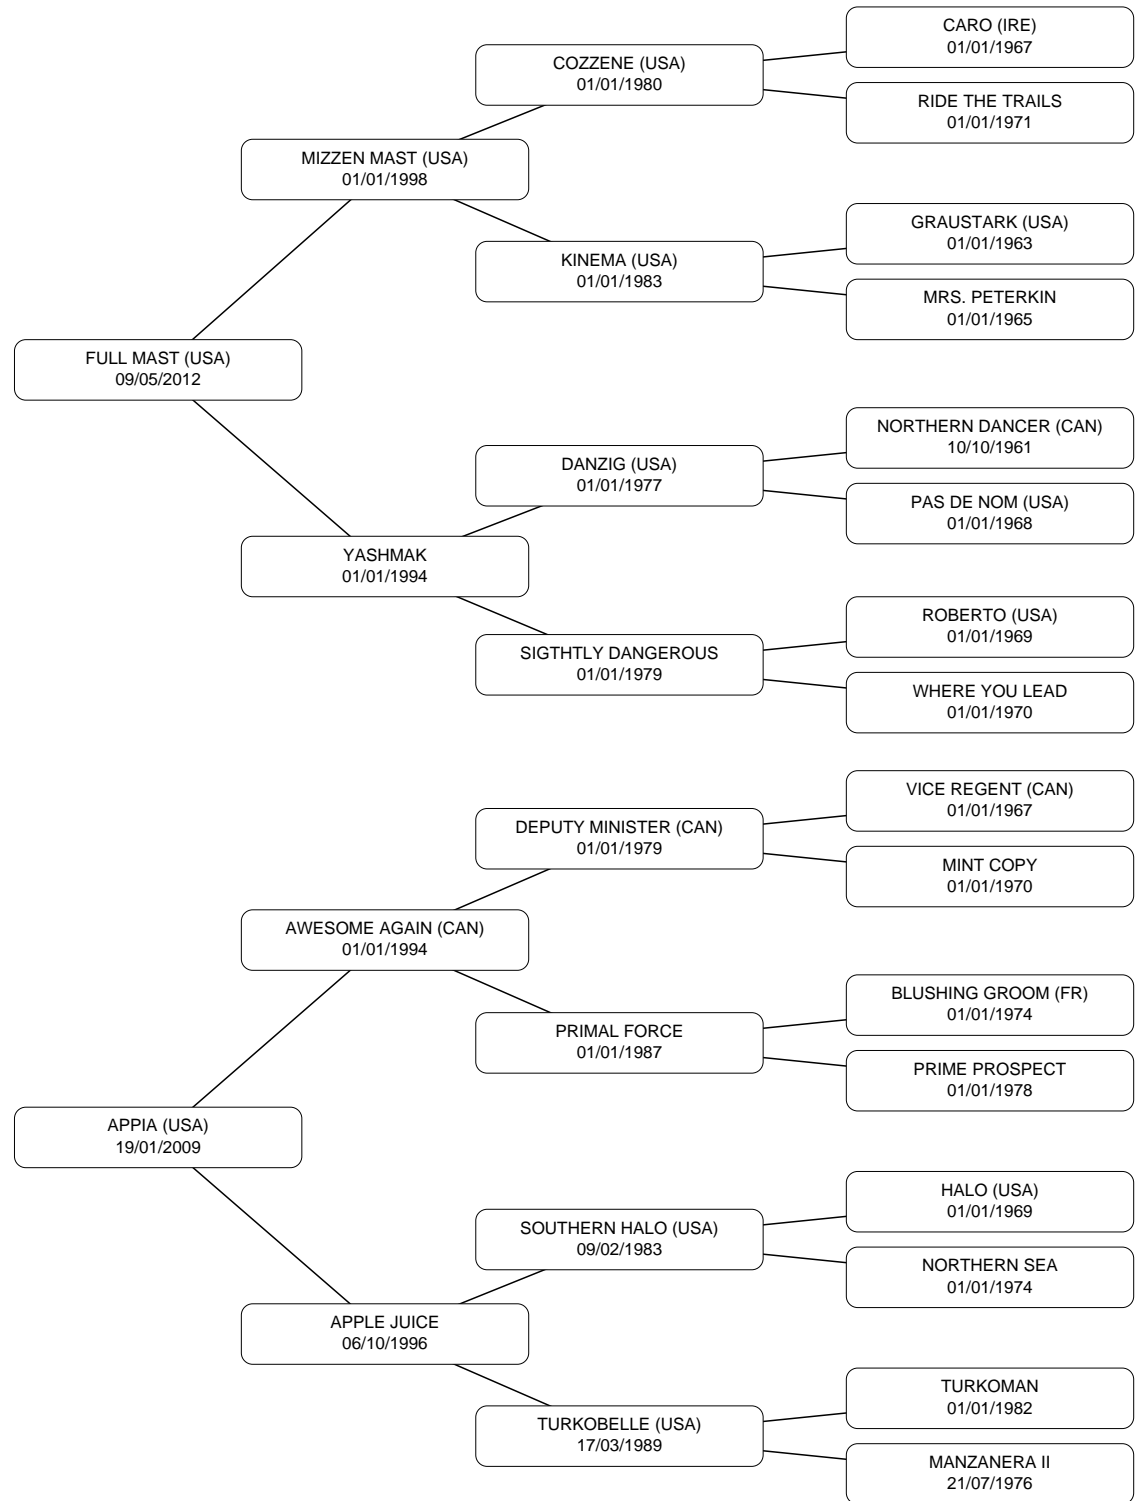 CARO (IRE)
01/01/1967
COZZENE (USA)
01/01/1980
RIDE THE TRAILS
01/01/1971
MIZZEN MAST (USA)
01/01/1998
GRAUSTARK (USA)
01/01/1963
KINEMA (USA)
01/01/1983
MRS. PETERKIN
01/01/1965
FULL MAST (USA)
09/05/2012
NORTHERN DANCER (CAN)
10/10/1961
DANZIG (USA)
01/01/1977
PAS DE NOM (USA)
01/01/1968
YASHMAK
01/01/1994
ROBERTO (USA)
01/01/1969
SIGTHTLY DANGEROUS
01/01/1979
WHERE YOU LEAD
01/01/1970
VICE REGENT (CAN)
01/01/1967
DEPUTY MINISTER (CAN)
01/01/1979
MINT COPY
01/01/1970
AWESOME AGAIN (CAN)
01/01/1994
BLUSHING GROOM (FR)
01/01/1974
PRIMAL FORCE
01/01/1987
PRIME PROSPECT
01/01/1978
APPIA (USA)
19/01/2009
HALO (USA)
01/01/1969
SOUTHERN HALO (USA)
09/02/1983
NORTHERN SEA
01/01/1974
APPLE JUICE
06/10/1996
TURKOMAN
01/01/1982
TURKOBELLE (USA)
17/03/1989
MANZANERA II
21/07/1976